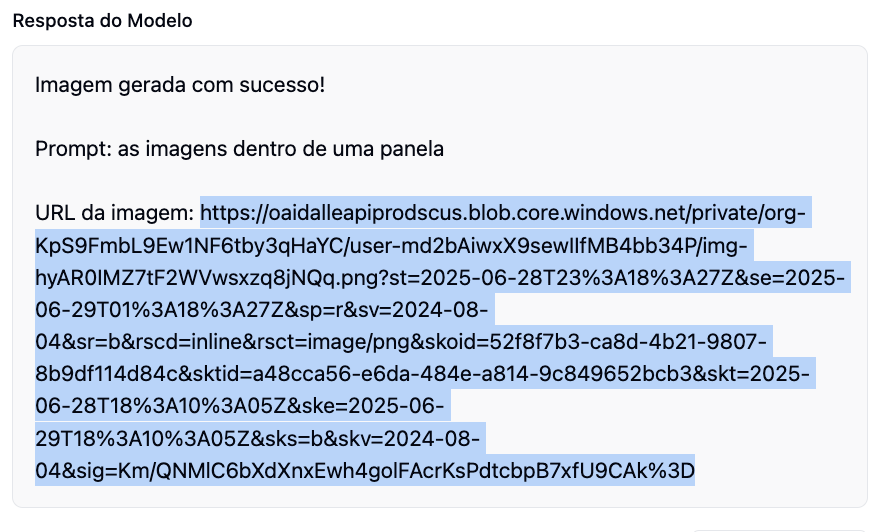 Resposta do Modelo
Imagem gerada com sucesso!
Prompt: as imagens dentro de uma panela
URL da imagem: https://oaidalleapiprodscus.blob.core.windows.net/private/org-
KpS9FmbL9Ew1NF6tby3qHaYC/user-md2bAiwxX9sewlIfMB4bb34P/img-
hyAR0IMZ7tF2WVwsxzq8jNQq.png?st=2025-06-28T23%3A18%3A27Z&se=2025-
06-29T01%3A18%3A27Z&sp=r&sv=2024-08-
04&sr=b&rscd=inline&rsct=image/png&skoid=52f8f7b3-ca8d-4b21-9807-
8b9df114d84c&sktid=a48cca56-e6da-484e-a814-9c849652bcb3&skt=2025-
06-28T18%3A10%3A05Z&ske=2025-06-
29T18%3A10%3A05Z&sks=b&skv=2024-08-
04&sig=Km/QNMlC6bXdXnxEwh4golFAcrKsPdtcbpB7xfU9CAk%3D